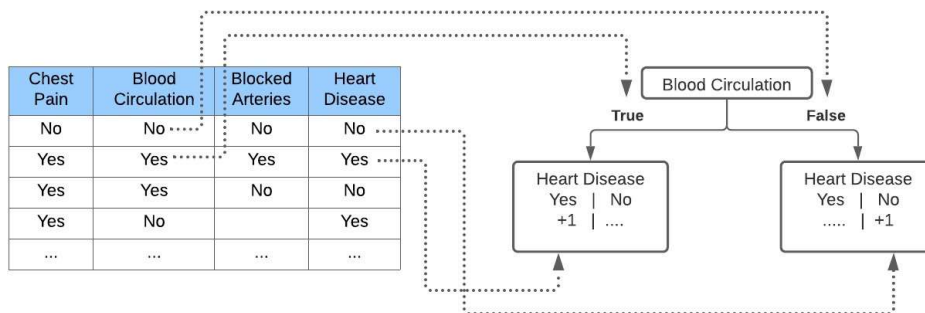 Chest Pain Blood Circulation Blocked Arteries Heart Disease
No No No No
Yes Yes Yes Yes
Yes Yes No No
Yes No Yes
... ... ... ...
Blood Circulation
True False
Heart Disease
Yes | No
+1 | ....
Heart Disease
Yes | No
..... | +1